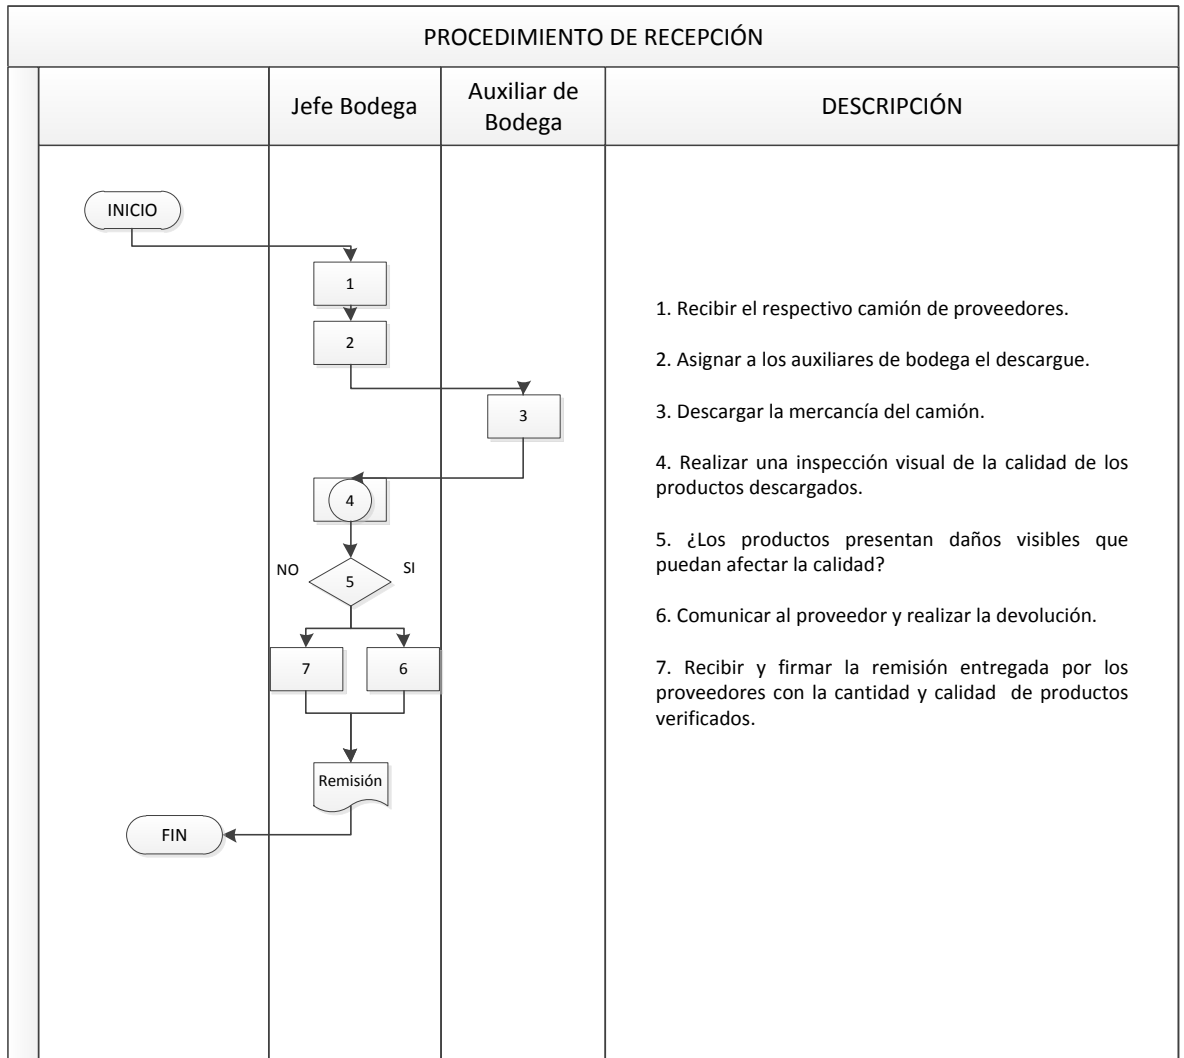 PROCEDIMIENTO DE RECEPCIÓN
Jefe Bodega
Auxiliar de
Bodega
DESCRIPCIÓN
INICIO
1
2
3
4
5
NO
SI
7
6
Remisión
FIN
1. Recibir el respectivo camión de proveedores.
2. Asignar a los auxiliares de bodega el descargue.
3. Descargar la mercancía del camión.
4. Realizar una inspección visual de la calidad de los
productos descargados.
5. ¿Los productos presentan daños visibles que
puedan afectar la calidad?
6. Comunicar al proveedor y realizar la devolución.
7. Recibir y firmar la remisión entregada por los
proveedores con la cantidad y calidad de productos
verificados.